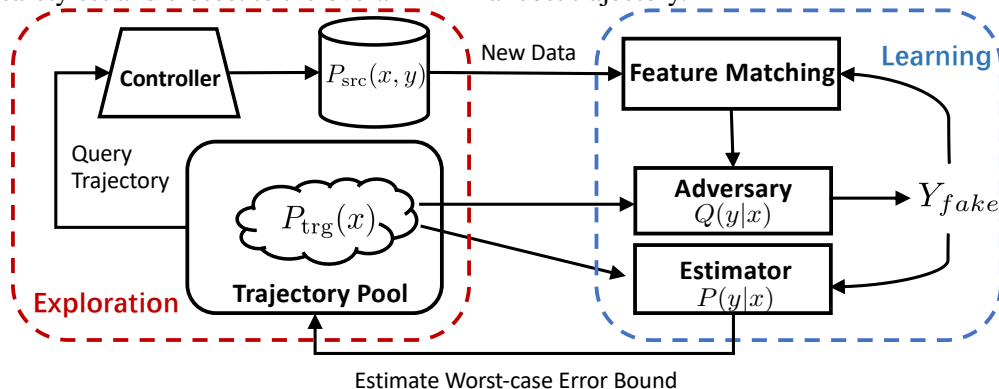 Controller
P_src(x, y)
New Data
Feature Matching
Learning
Query
Trajectory
P_trg(x)
Adversary
Q(y|x)
Y_fake
Exploration
Trajectory Pool
Estimator
P(y|x)
Estimate Worst-case Error Bound